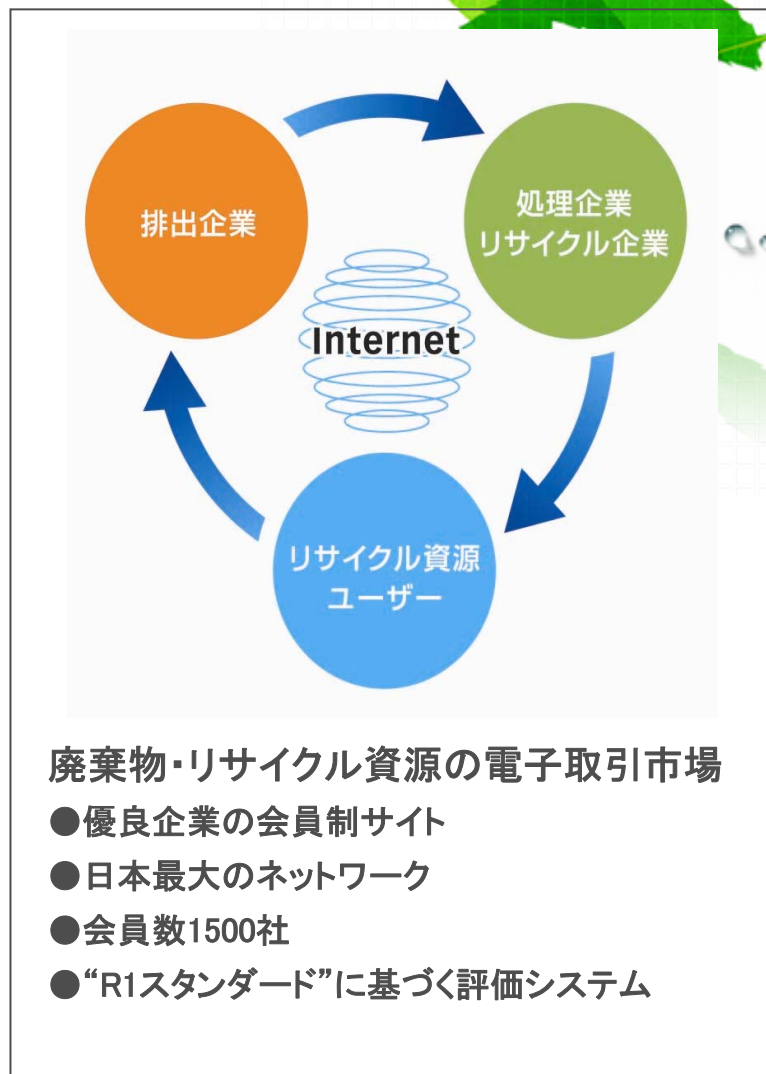 排出企業
処理企業
リサイクル企業
Internet
リサイクル資源
ユーザー
廃棄物・リサイクル資源の電子取引市場
●優良企業の会員制サイト
●日本最大のネットワーク
●会員数1500社
●“R1スタンダード”に基づく評価システム